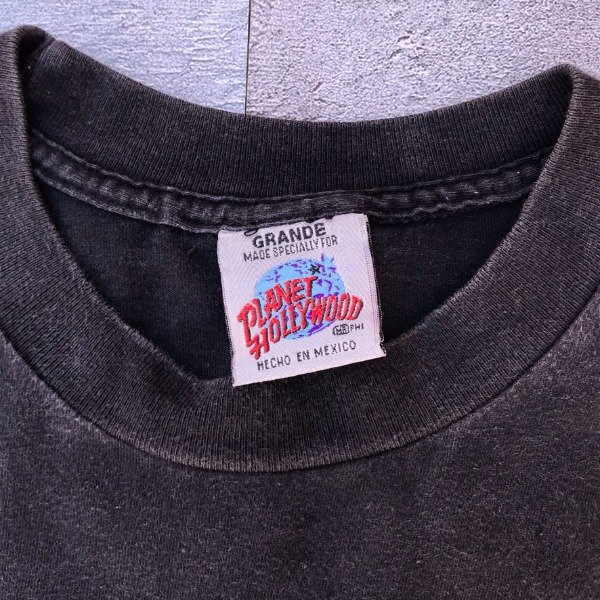 GRANDE
MADE SPECIALLY FOR
PLANET
HOLLYWOOD
PHI
HECHO EN MEXICO